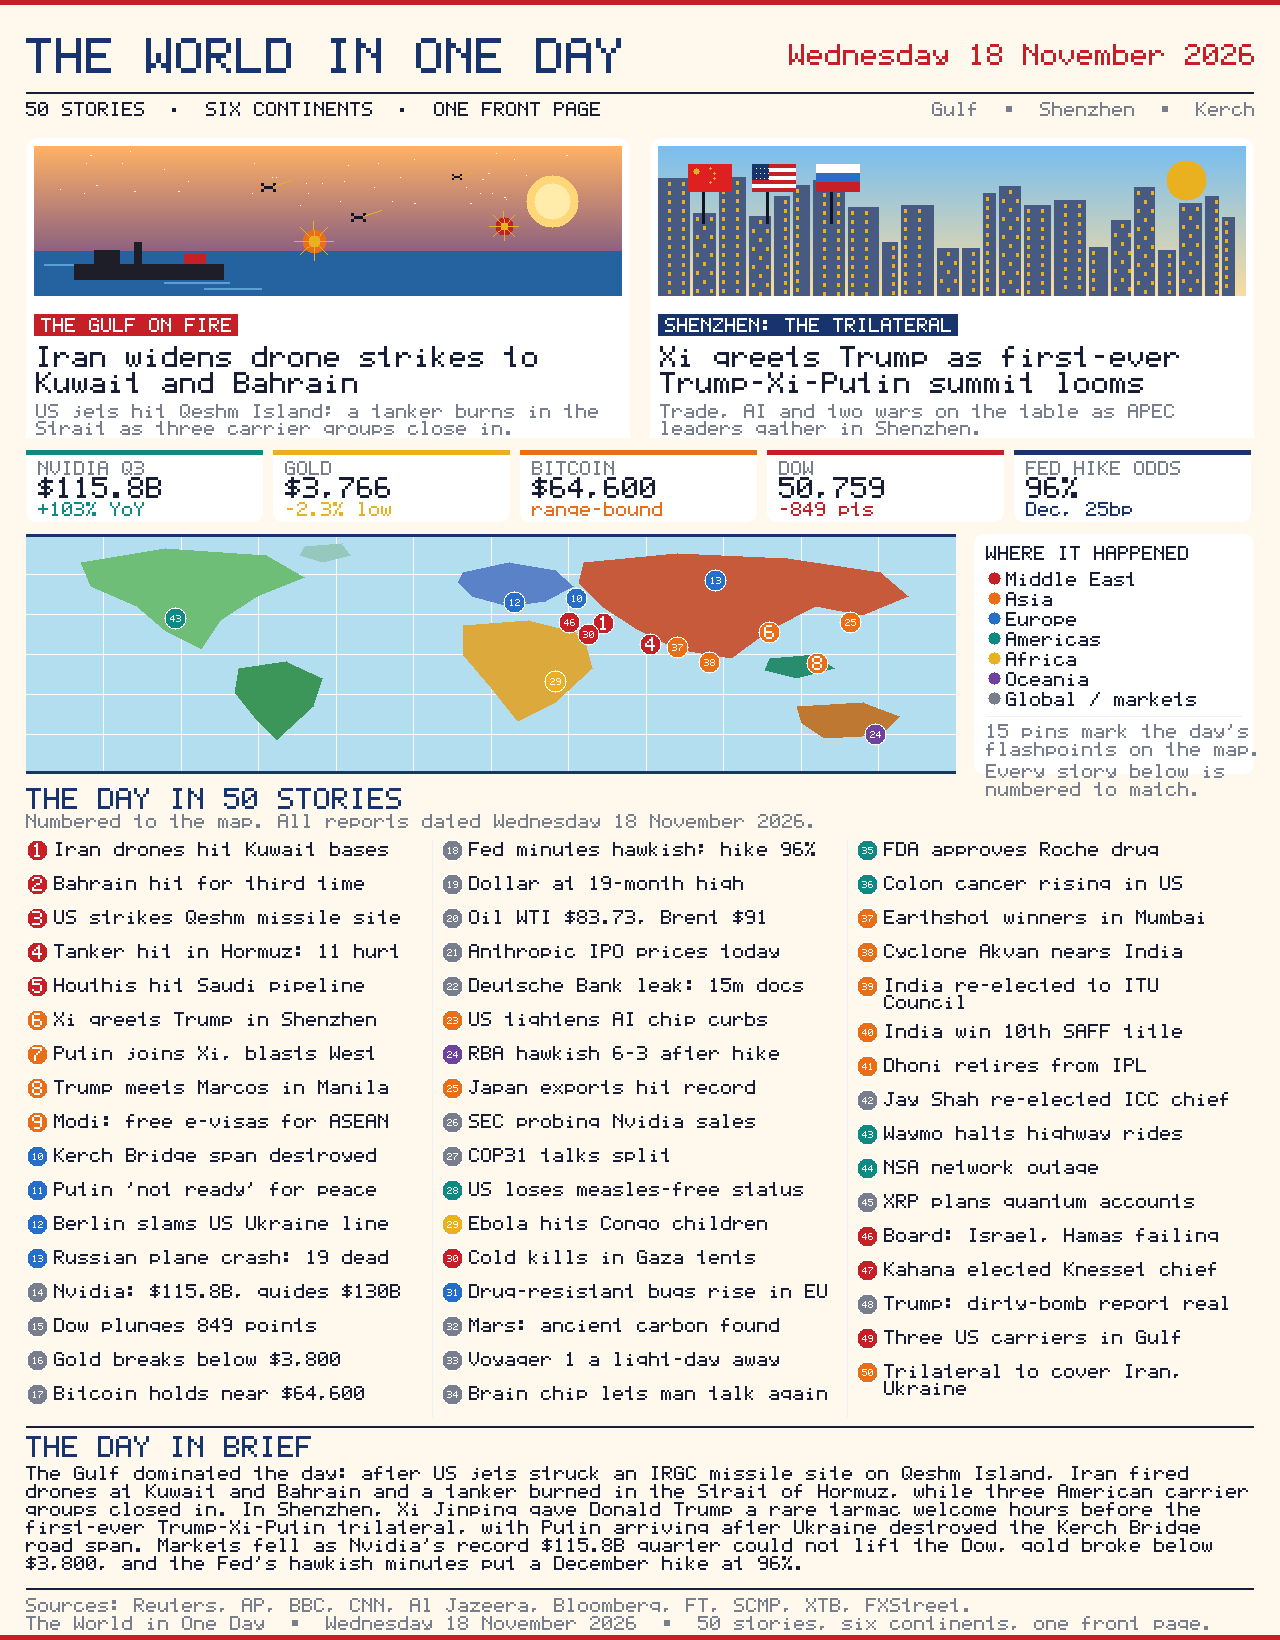 THE WORLD IN ONE DAY
Wednesday 18 November 2026
50 STORIES · SIX CONTINENTS · ONE FRONT PAGE
Gulf ▪ Shenzhen ▪ Kerch
THE GULF ON FIRE
Iran widens drone strikes to
Kuwait and Bahrain
US jets hit Qeshm Island; a tanker burns in the
Strait as three carrier groups close in.
SHENZHEN: THE TRILATERAL
Xi greets Trump as first-ever
Trump-Xi-Putin summit looms
Trade, AI and two wars on the table as APEC
leaders gather in Shenzhen.
NVIDIA Q3
$115.8B
+103% YoY
GOLD
$3,766
-2.3% low
BITCOIN
$64,600
range-bound
DOW
50,759
-849 pts
FED HIKE ODDS
96%
Dec, 25bp
43
12
10
13
46
1
30
4
37
38
6
25
8
29
24
WHERE IT HAPPENED
Middle East
Asia
Europe
Americas
Africa
Oceania
Global / markets
15 pins mark the day's
flashpoints on the map.
Every story below is
numbered to match.
THE DAY IN 50 STORIES
Numbered to the map. All reports dated Wednesday 18 November 2026.
1 Iran drones hit Kuwait bases
2 Bahrain hit for third time
3 US strikes Qeshm missile site
4 Tanker hit in Hormuz; 11 hurt
5 Houthis hit Saudi pipeline
6 Xi greets Trump in Shenzhen
7 Putin joins Xi, blasts West
8 Trump meets Marcos in Manila
9 Modi: free e-visas for ASEAN
10 Kerch Bridge span destroyed
11 Putin 'not ready' for peace
12 Berlin slams US Ukraine line
13 Russian plane crash: 19 dead
14 Nvidia: $115.8B, guides $130B
15 Dow plunges 849 points
16 Gold breaks below $3,800
17 Bitcoin holds near $64,600
18 Fed minutes hawkish; hike 96%
19 Dollar at 19-month high
20 Oil WTI $83.73, Brent $91
21 Anthropic IPO prices today
22 Deutsche Bank leak: 15m docs
23 US tightens AI chip curbs
24 RBA hawkish 6-3 after hike
25 Japan exports hit record
26 SEC probing Nvidia sales
27 COP31 talks split
28 US loses measles-free status
29 Ebola hits Congo children
30 Cold kills in Gaza tents
31 Drug-resistant bugs rise in EU
32 Mars: ancient carbon found
33 Voyager 1 a light-day away
34 Brain chip lets man talk again
35 FDA approves Roche drug
36 Colon cancer rising in US
37 Earthshot winners in Mumbai
38 Cyclone Akvan nears India
39 India re-elected to ITU
Council
40 India win 10th SAFF title
41 Dhoni retires from IPL
42 Jay Shah re-elected ICC chief
43 Waymo halts highway rides
44 NSA network outage
45 XRP plans quantum accounts
46 Board: Israel, Hamas failing
47 Kahana elected Knesset chief
48 Trump: dirty-bomb report real
49 Three US carriers in Gulf
50 Trilateral to cover Iran,
Ukraine
THE DAY IN BRIEF
The Gulf dominated the day: after US jets struck an IRGC missile site on Qeshm Island, Iran fired
drones at Kuwait and Bahrain and a tanker burned in the Strait of Hormuz, while three American carrier
groups closed in. In Shenzhen, Xi Jinping gave Donald Trump a rare tarmac welcome hours before the
first-ever Trump-Xi-Putin trilateral, with Putin arriving after Ukraine destroyed the Kerch Bridge
road span. Markets fell as Nvidia's record $115.8B quarter could not lift the Dow, gold broke below
$3,800, and the Fed's hawkish minutes put a December hike at 96%.
Sources: Reuters, AP, BBC, CNN, Al Jazeera, Bloomberg, FT, SCMP, XTB, FXStreet.
The World in One Day ▪ Wednesday 18 November 2026 ▪ 50 stories, six continents, one front page.